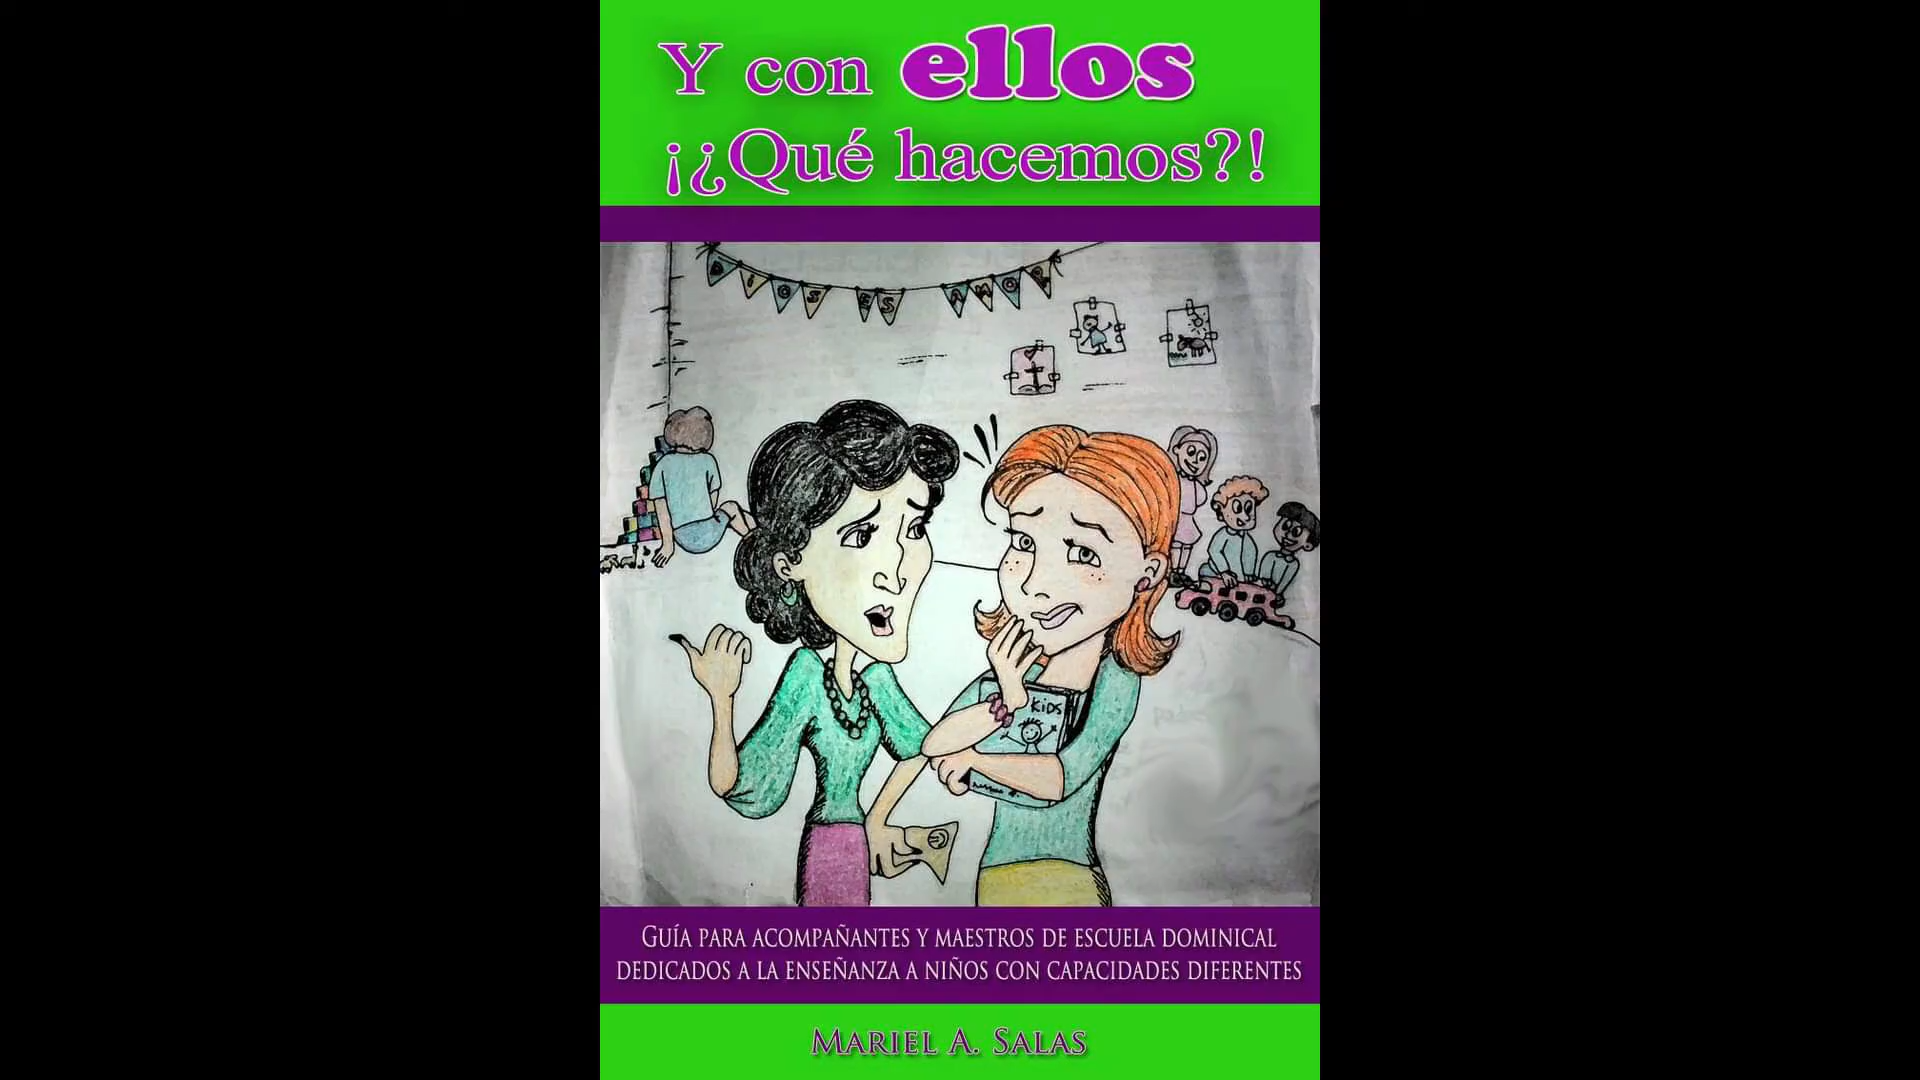 Y con ellos
¡¿Qué hacemos?!
DIOS ES AMOR
KIDS
GUÍA PARA ACOMPAÑANTES Y MAESTROS DE ESCUELA DOMINICAL
DEDICADOS A LA ENSEÑANZA A NIÑOS CON CAPACIDADES DIFERENTES
MARIEL A. SALAS